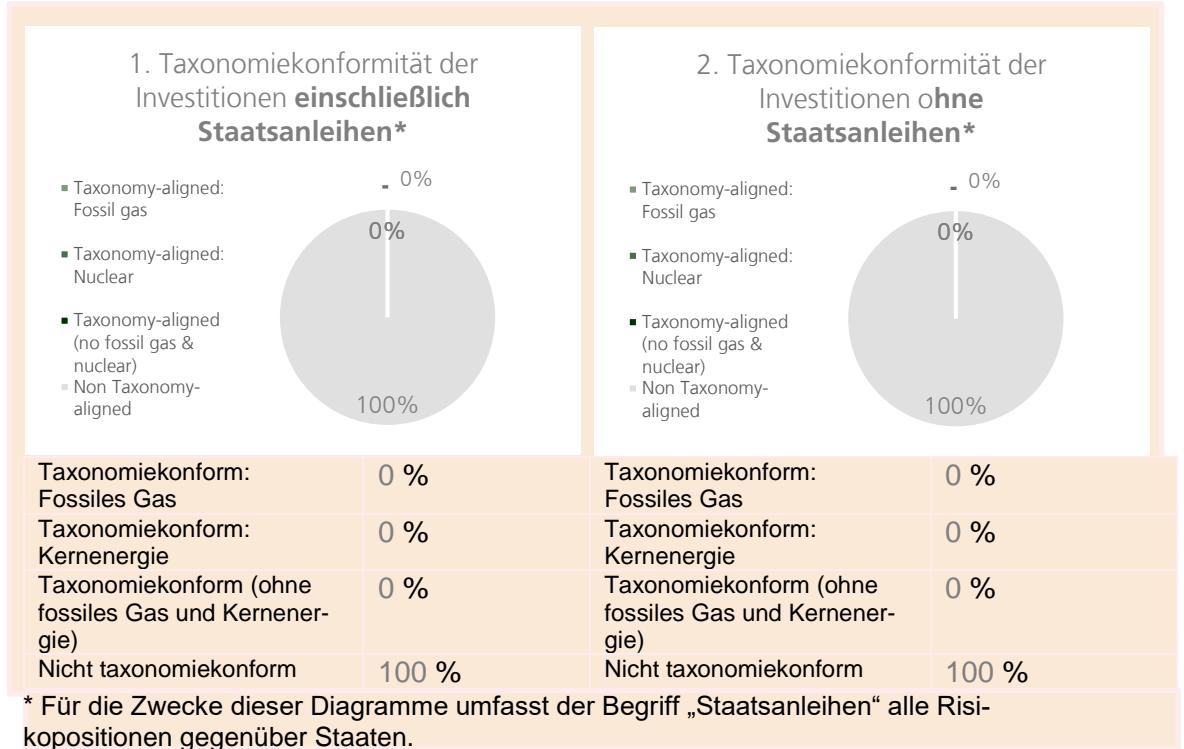 1. Taxonomiekonformität der
Investitionen einschließlich
Staatsanleihen*
Taxonomy-aligned:
Fossil gas
Taxonomy-aligned:
Nuclear
Taxonomy-aligned
(no fossil gas &
nuclear)
Non Taxonomy-
aligned
- 0%
0%
100%
2. Taxonomiekonformität der
Investitionen ohne
Staatsanleihen*
Taxonomy-aligned:
Fossil gas
Taxonomy-aligned:
Nuclear
Taxonomy-aligned
(no fossil gas &
nuclear)
Non Taxonomy-
aligned
- 0%
0%
100%
Taxonomiekonform:
Fossiles Gas
0 %
Taxonomiekonform:
Fossiles Gas
0 %
Taxonomiekonform:
Kernenergie
0 %
Taxonomiekonform:
Kernenergie
0 %
Taxonomiekonform (ohne
fossiles Gas und Kernener-
gie)
0 %
Taxonomiekonform (ohne
fossiles Gas und Kernener-
gie)
0 %
Nicht taxonomiekonform
100 %
Nicht taxonomiekonform
100 %
* Für die Zwecke dieser Diagramme umfasst der Begriff „Staatsanleihen“ alle Risi-
kopositionen gegenüber Staaten.